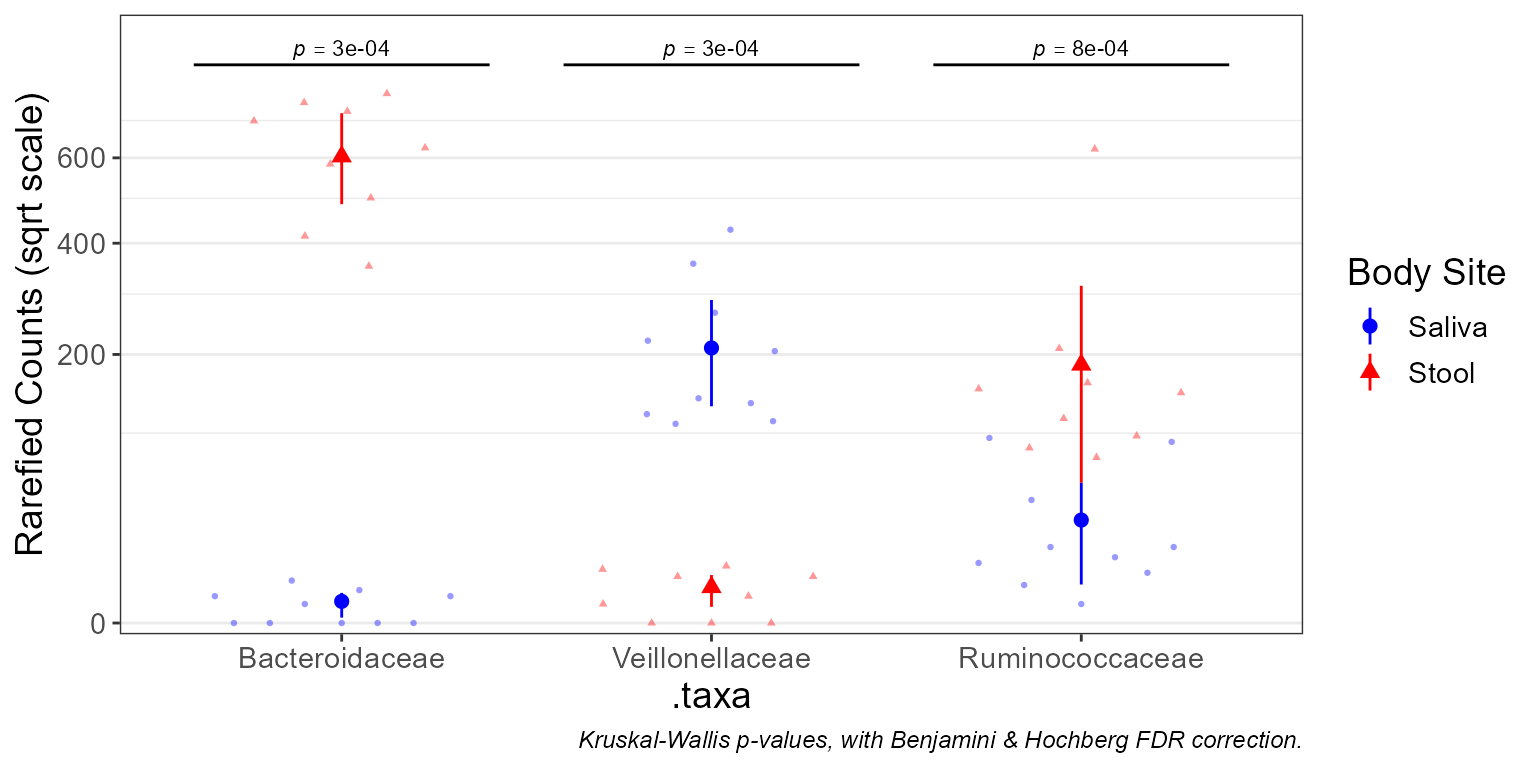 p = 3e-04
p = 3e-04
p = 8e-04
Rarefied Counts (sqrt scale)
600
400
200
0
Bacteroidaceae
Veillonellaceae
Ruminococcaceae
.taxa
Kruskal-Wallis p-values, with Benjamini & Hochberg FDR correction.
Body Site
Saliva
Stool